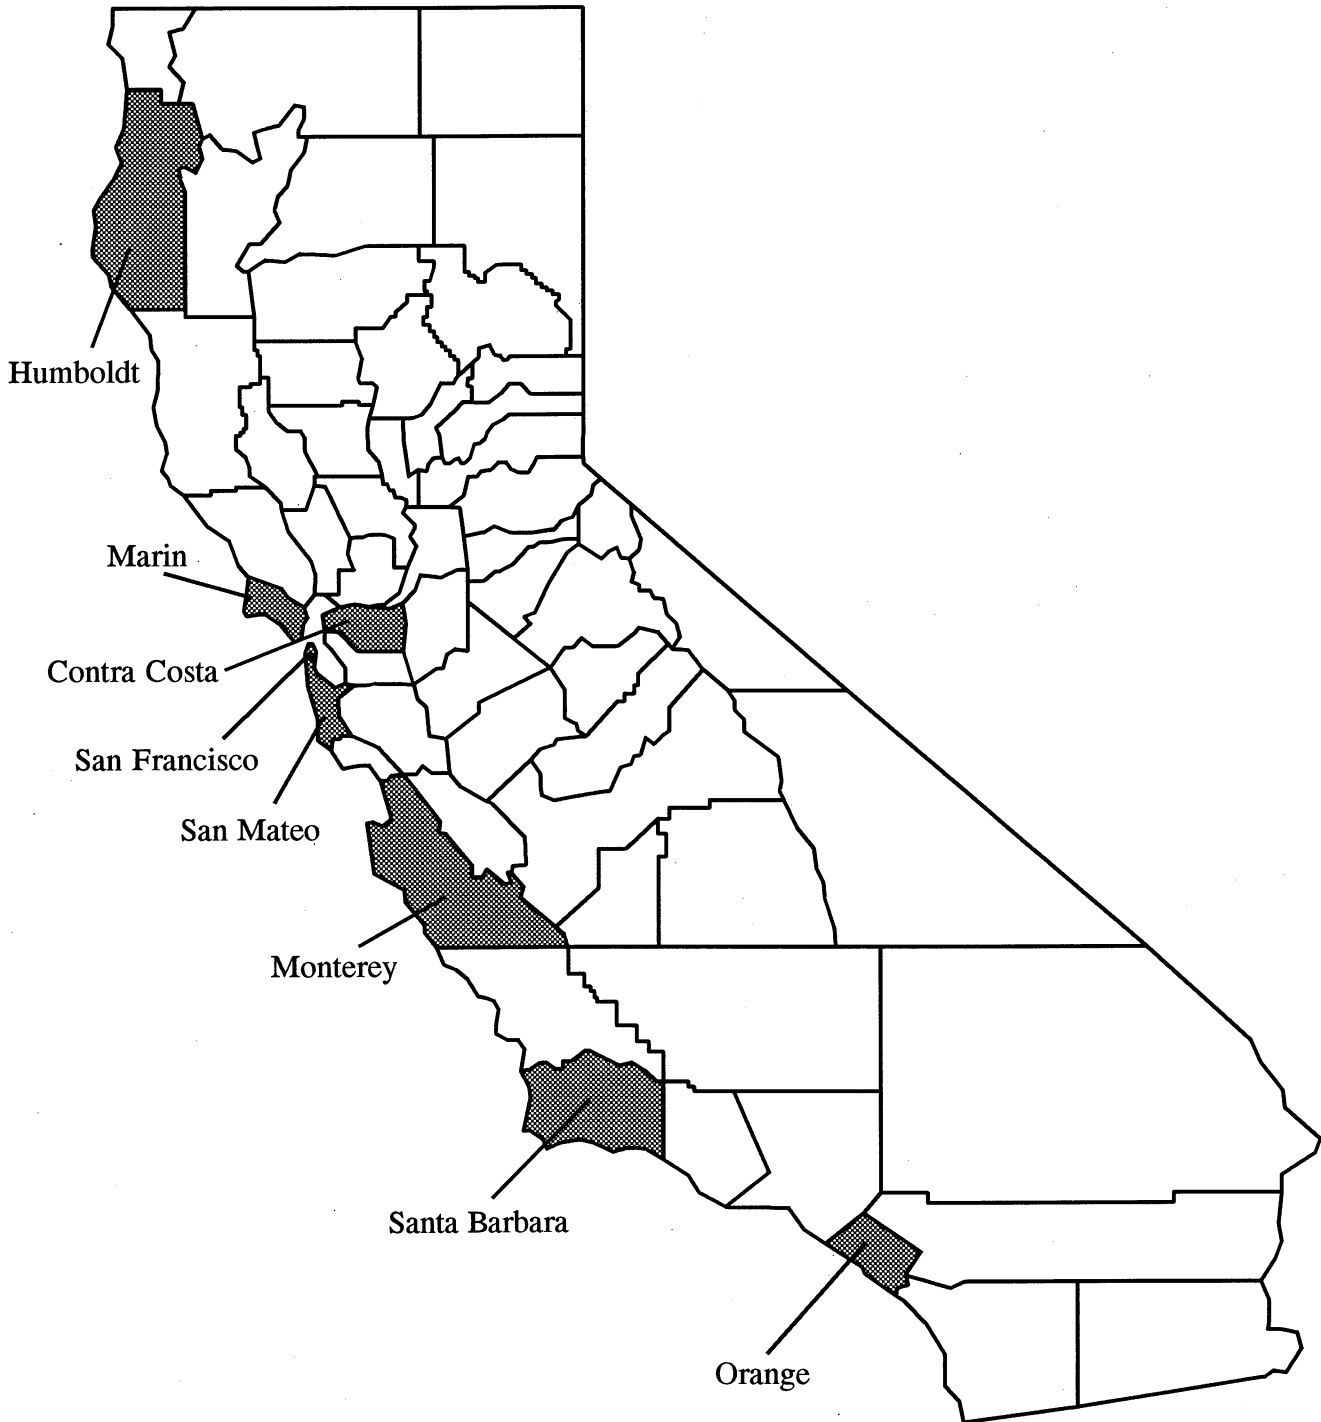 Humboldt
Marin
Contra Costa
San Francisco
San Mateo
Monterey
Santa Barbara
Orange